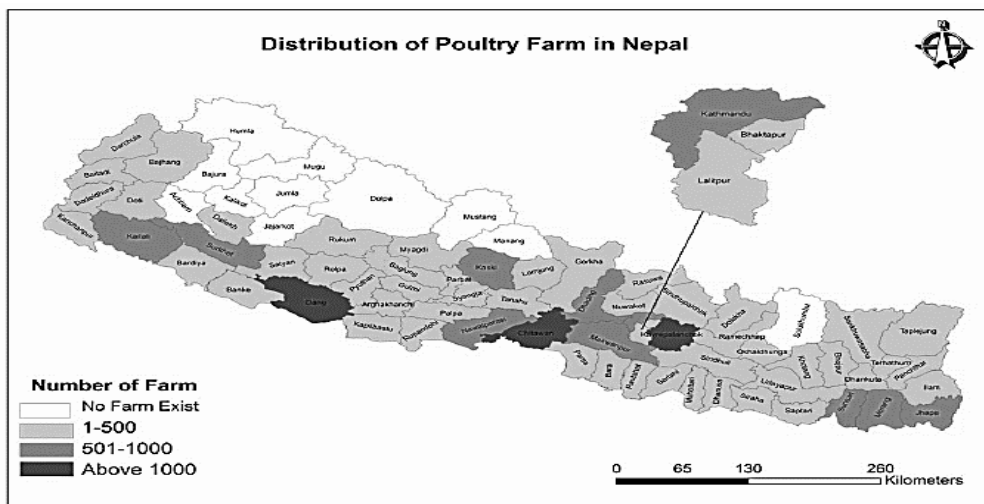 Distribution of Poultry Farm in Nepal
N
Kathmandu
Bhaktapur
Lalitpur
Humla
Darchula
Bajhang
Mugu
Baitadi
Bajura
Dadeldhura
Doti
Achham
Kalikot
Jumla
Dolpa
Mustang
Kanchanpur
Kailali
Dailekh
Jajarkot
Manang
Surkhet
Rukum
Myagdi
Gorkha
Bardiya
Salyan
Rolpa
Baglung
Parbat
Kaski
Lamjung
Banke
Dang
Pyuthan
Gulmi
Syangja
Tanahu
Dhading
Rasuwa
Nuwakot
Sindhupalchok
Dolakha
Arghakhanchi
Palpa
Kapilbastu
Rupandehi
Nawalparasi
Chitawan
Makwanpur
Ramechhap
Taplejung
Parsa
Bara
Rautahat
Sarlahi
Sindhuli
Okhaldhunga
Khotang
Bhojpur
Terhathum
Panchthar
Mahottari
Dhanusa
Siraha
Udayapur
Dhankuta
Ilam
Saptari
Sunsari
Morang
Jhapa
Number of Farm
No Farm Exist
1-500
501-1000
Above 1000
0 65 130 260
Kilometers